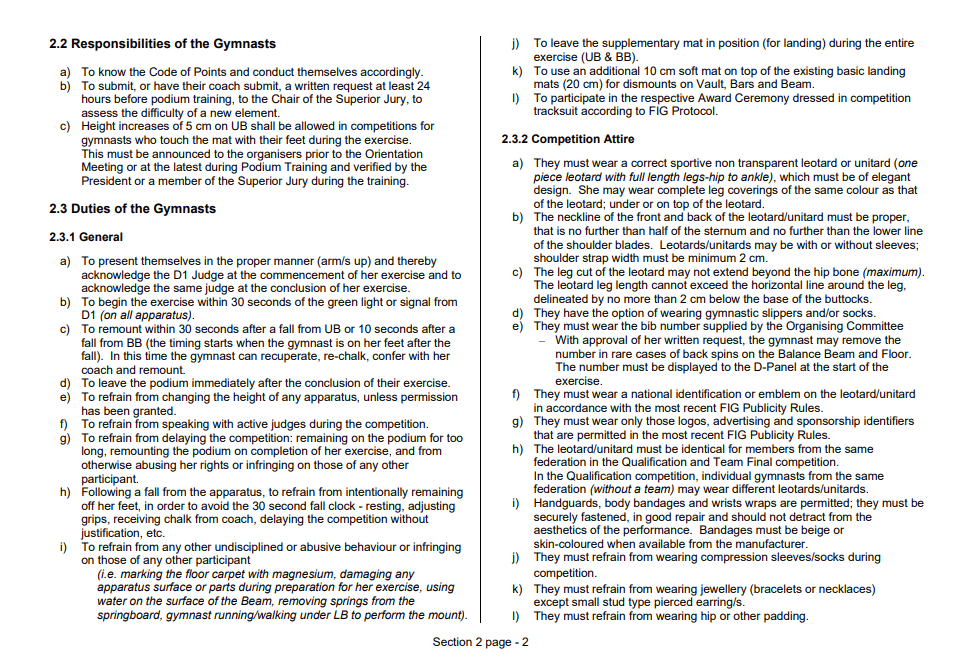 2.2 Responsibilities of the Gymnasts
a) To know the Code of Points and conduct themselves accordingly.
b) To submit, or have their coach submit, a written request at least 24
hours before podium training, to the Chair of the Superior Jury, to
assess the difficulty of a new element.
c) Height increases of 5 cm on UB shall be allowed in competitions for
gymnasts who touch the mat with their feet during the exercise.
This must be announced to the organisers prior to the Orientation
Meeting or at the latest during Podium Training and verified by the
President or a member of the Superior Jury during the training.
2.3 Duties of the Gymnasts
2.3.1 General
a) To present themselves in the proper manner (arm/s up) and thereby
acknowledge the D1 Judge at the commencement of her exercise and to
acknowledge the same judge at the conclusion of her exercise.
b) To begin the exercise within 30 seconds of the green light or signal from
D1 (on all apparatus).
c) To remount within 30 seconds after a fall from UB or 10 seconds after a
fall from BB (the timing starts when the gymnast is on her feet after the
fall). In this time the gymnast can recuperate, re-chalk, confer with her
coach and remount.
d) To leave the podium immediately after the conclusion of their exercise.
e) To refrain from changing the height of any apparatus, unless permission
has been granted.
f) To refrain from speaking with active judges during the competition.
g) To refrain from delaying the competition: remaining on the podium for too
long, remounting the podium on completion of her exercise, and from
otherwise abusing her rights or infringing on those of any other
participant.
h) Following a fall from the apparatus, to refrain from intentionally remaining
off her feet, in order to avoid the 30 second fall clock - resting, adjusting
grips, receiving chalk from coach, delaying the competition without
justification, etc.
i) To refrain from any other undisciplined or abusive behaviour or infringing
on those of any other participant
(i.e. marking the floor carpet with magnesium, damaging any
apparatus surface or parts during preparation for her exercise, using
water on the surface of the Beam, removing springs from the
springboard, gymnast running/walking under LB to perform the mount).
j) To leave the supplementary mat in position (for landing) during the entire
exercise (UB & BB).
k) To use an additional 10 cm soft mat on top of the existing basic landing
mats (20 cm) for dismounts on Vault, Bars and Beam.
l) To participate in the respective Award Ceremony dressed in competition
tracksuit according to FIG Protocol.
2.3.2 Competition Attire
a) They must wear a correct sportive non transparent leotard or unitard (one
piece leotard with full length legs-hip to ankle), which must be of elegant
design. She may wear complete leg coverings of the same colour as that
of the leotard; under or on top of the leotard.
b) The neckline of the front and back of the leotard/unitard must be proper,
that is no further than half of the sternum and no further than the lower line
of the shoulder blades. Leotards/unitards may be with or without sleeves;
shoulder strap width must be minimum 2 cm.
c) The leg cut of the leotard may not extend beyond the hip bone (maximum).
The leotard leg length cannot exceed the horizontal line around the leg,
delineated by no more than 2 cm below the base of the buttocks.
d) They have the option of wearing gymnastic slippers and/or socks.
e) They must wear the bib number supplied by the Organising Committee
– With approval of her written request, the gymnast may remove the
number in rare cases of back spins on the Balance Beam and Floor.
The number must be displayed to the D-Panel at the start of the
exercise.
f) They must wear a national identification or emblem on the leotard/unitard
in accordance with the most recent FIG Publicity Rules.
g) They must wear only those logos, advertising and sponsorship identifiers
that are permitted in the most recent FIG Publicity Rules.
h) The leotard/unitard must be identical for members from the same
federation in the Qualification and Team Final competition.
In the Qualification competition, individual gymnasts from the same
federation (without a team) may wear different leotards/unitards.
i) Handguards, body bandages and wrists wraps are permitted; they must be
securely fastened, in good repair and should not detract from the
aesthetics of the performance. Bandages must be beige or
skin-coloured when available from the manufacturer.
j) They must refrain from wearing compression sleeves/socks during
competition.
k) They must refrain from wearing jewellery (bracelets or necklaces)
except small stud type pierced earring/s.
l) They must refrain from wearing hip or other padding.
Section 2 page - 2